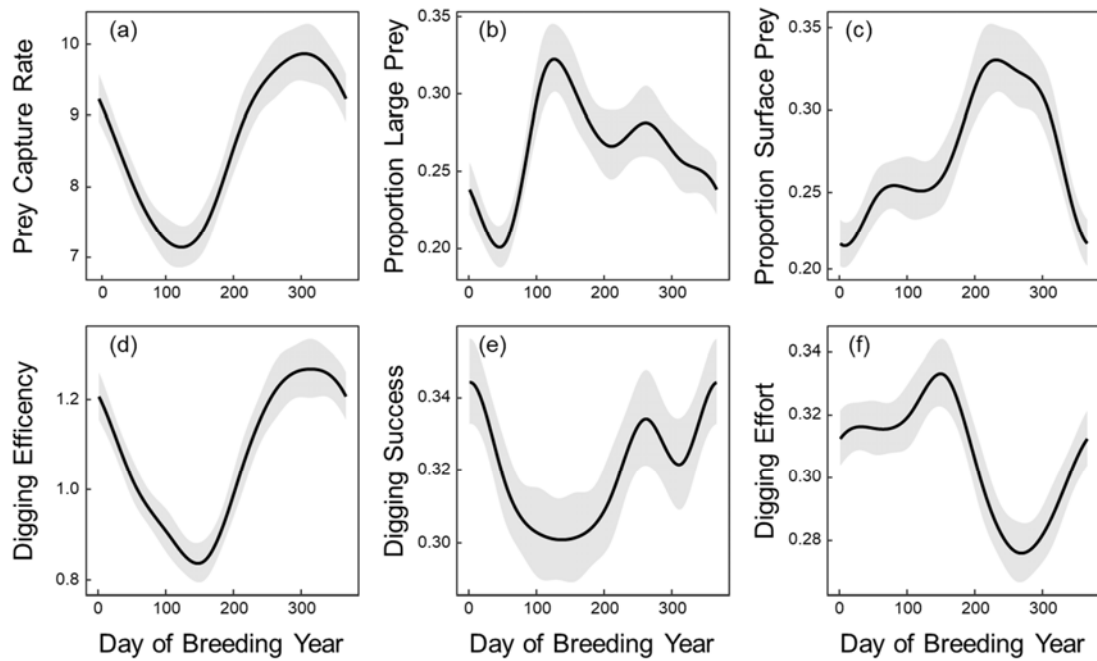 (a)
Prey Capture Rate
10
9
8
7
0 100 200 300
(b)
Proportion Large Prey
0.35
0.30
0.25
0.20
0 100 200 300
(c)
Proportion Surface Prey
0.35
0.30
0.25
0.20
0 100 200 300
(d)
Digging Efficency
1.2
1.0
0.8
0 100 200 300
Day of Breeding Year
(e)
Digging Success
0.34
0.32
0.30
0 100 200 300
Day of Breeding Year
(f)
Digging Effort
0.34
0.32
0.30
0.28
0 100 200 300
Day of Breeding Year